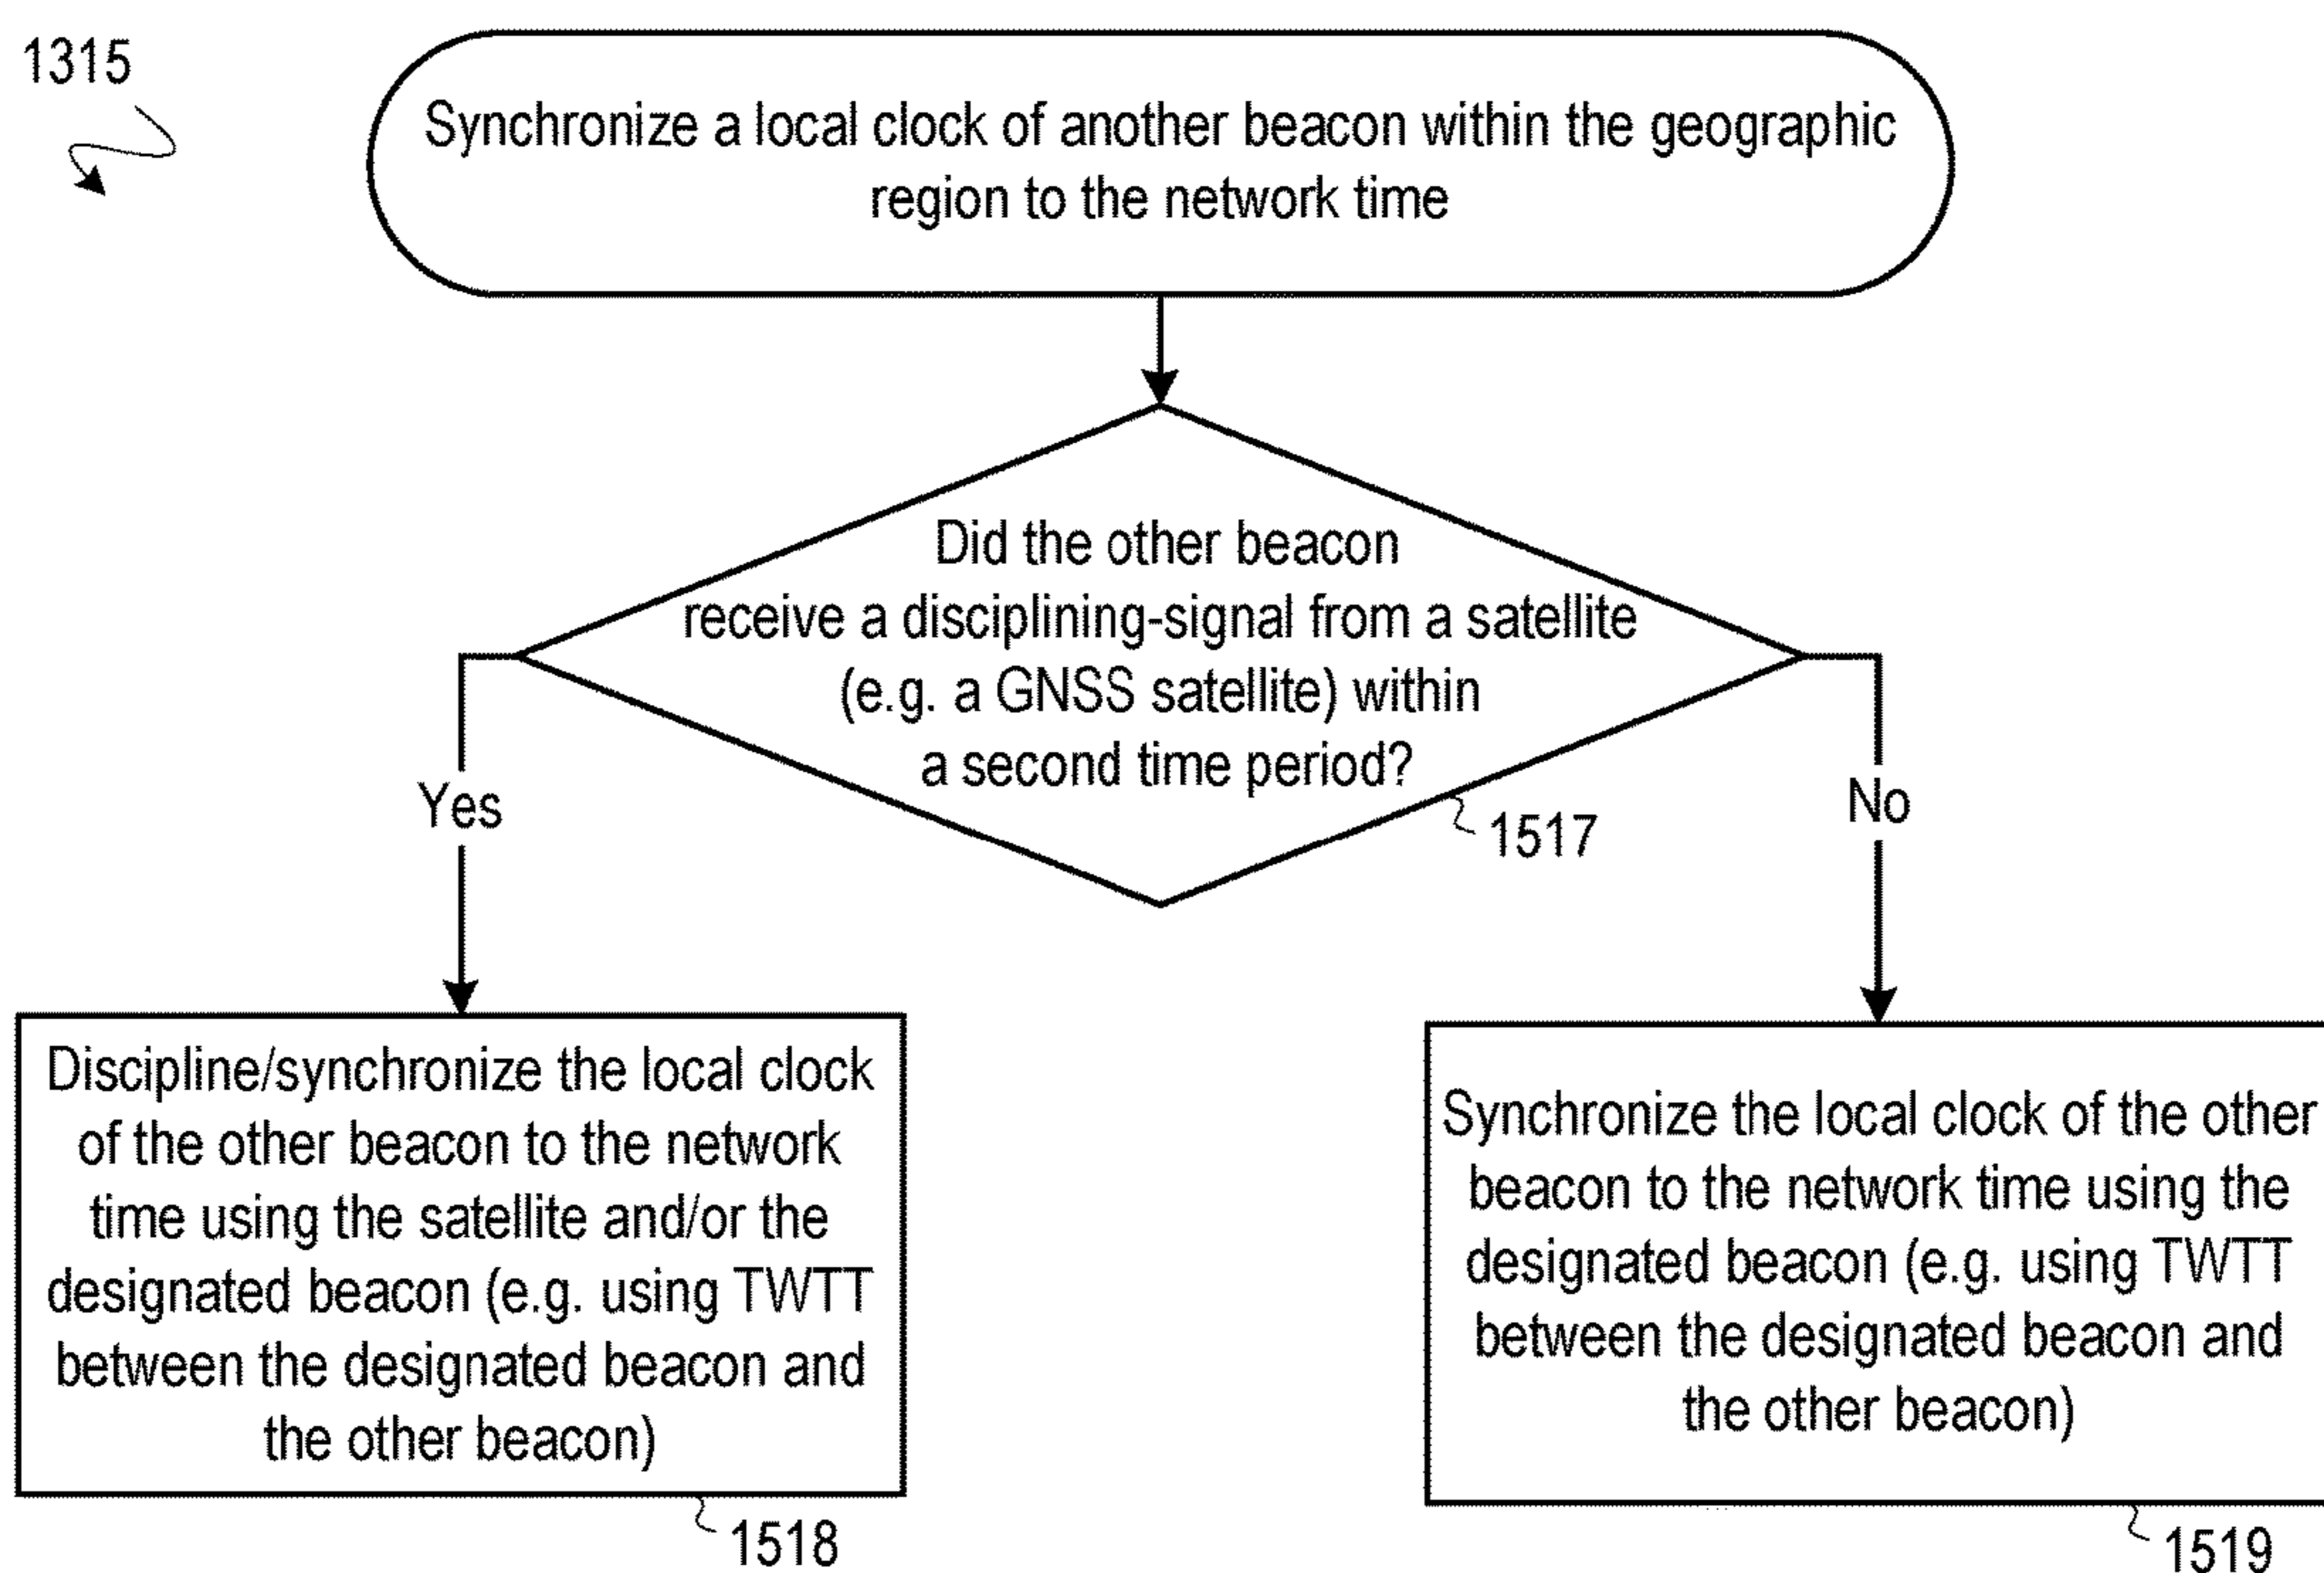 1315
Synchronize a local clock of another beacon within the geographic
region to the network time
Did the other beacon
receive a disciplining-signal from a satellite
(e.g. a GNSS satellite) within
a second time period?
1517
Yes
No
Discipline/synchronize the local clock
of the other beacon to the network
time using the satellite and/or the
designated beacon (e.g. using TWTT
between the designated beacon and
the other beacon)
1518
Synchronize the local clock of the other
beacon to the network time using the
designated beacon (e.g. using TWTT
between the designated beacon and
the other beacon)
1519